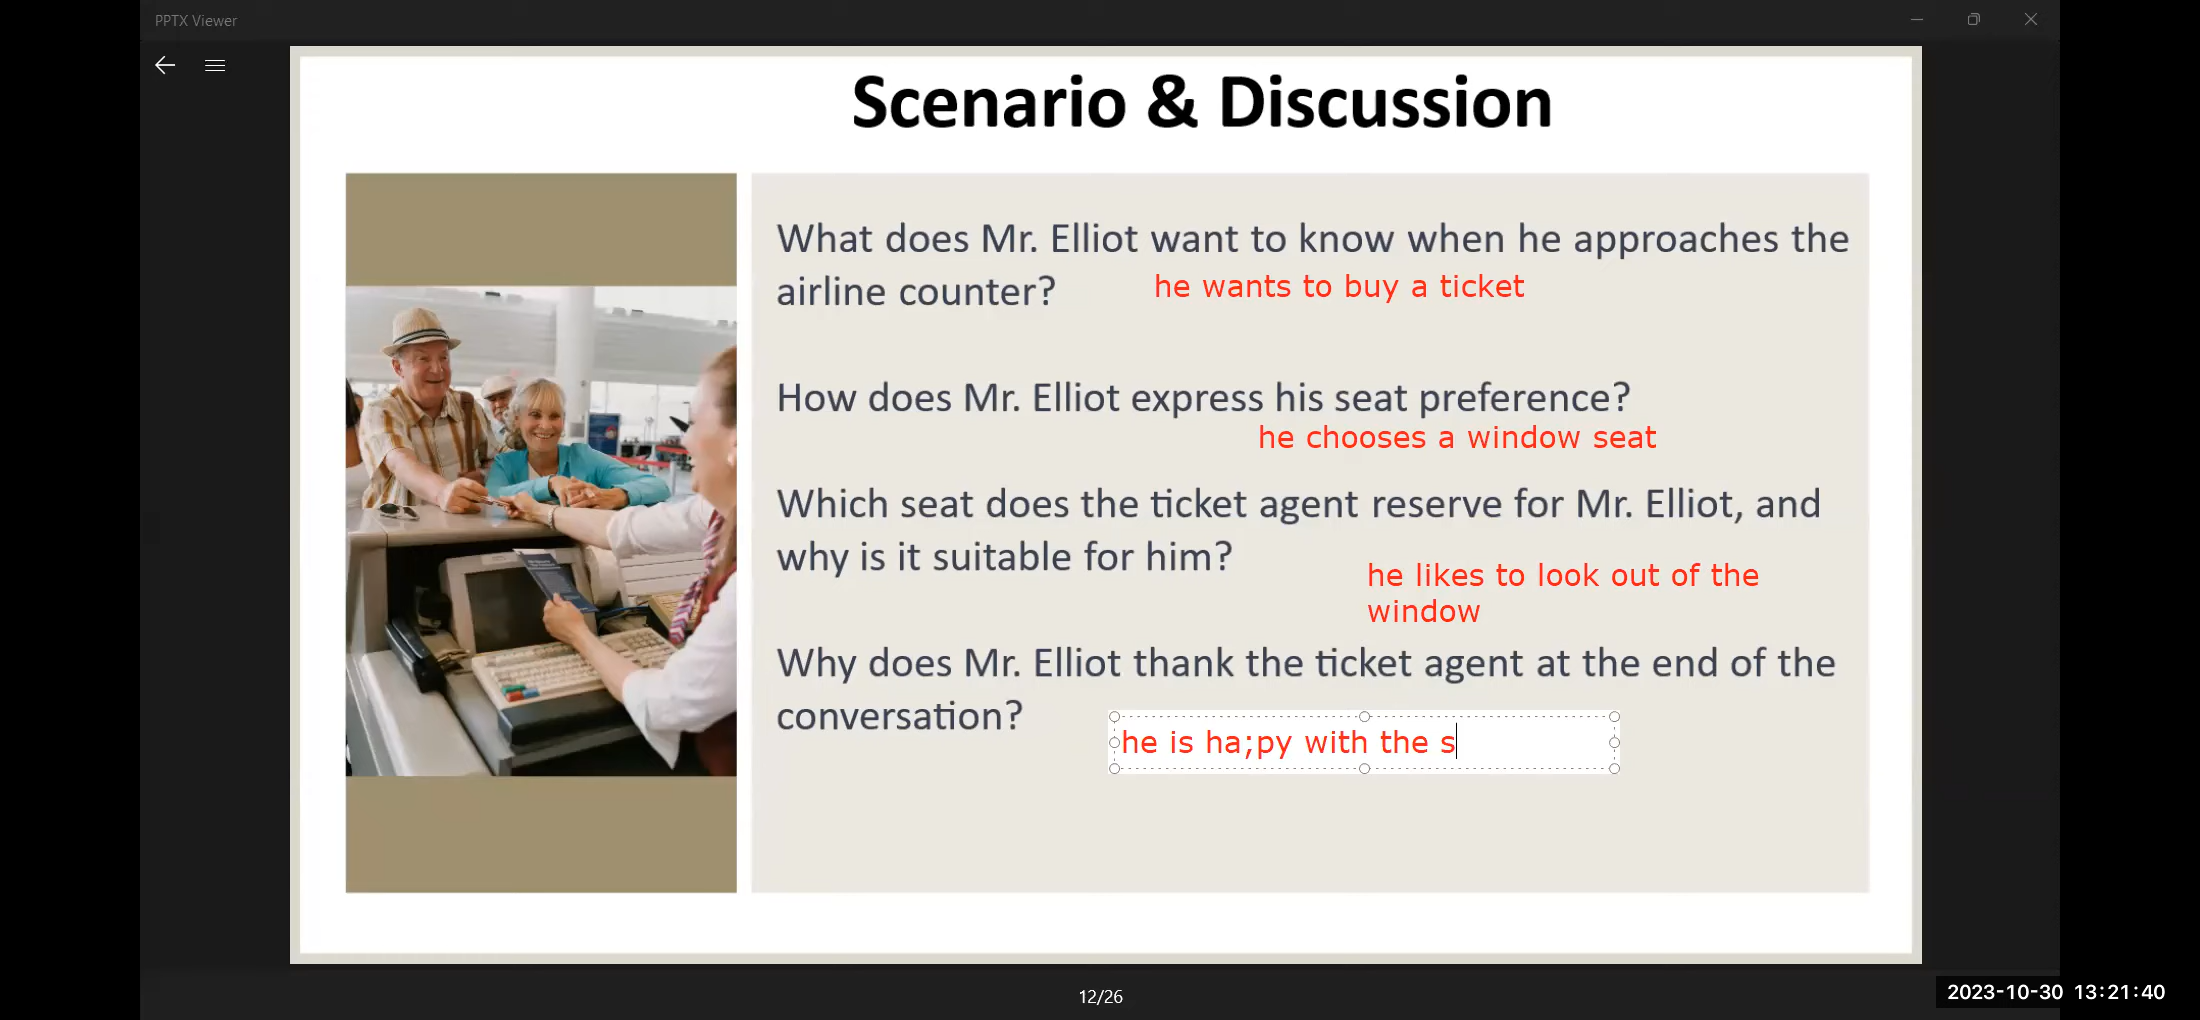 PPTX Viewer
Scenario & Discussion
What does Mr. Elliot want to know when he approaches the
airline counter?
he wants to buy a ticket
How does Mr. Elliot express his seat preference?
he chooses a window seat
Which seat does the ticket agent reserve for Mr. Elliot, and
why is it suitable for him?
he likes to look out of the
window
Why does Mr. Elliot thank the ticket agent at the end of the
conversation?
he is ha;py with the s
12/26
2023-10-30 13:21:40